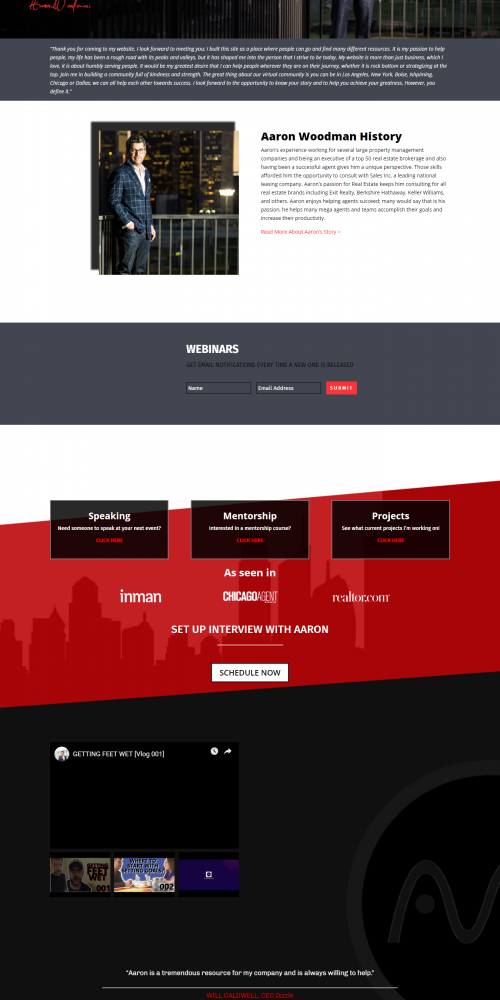 Aaron Woodman
"Thank you for coming to my website. I look forward to meeting you; I built this site as a place where people can go and find many different resources. It is my passion to help
people, my life has been a rough road with its peaks and valleys, but it has shaped me into the person that I strive to be today. My website is more than just business, which I
love, it is about humbly serving people. It would be my greatest desire that I can help people wherever they are on their journey, whether it is rock bottom or strategizing at the
top. Join me in building a community full of kindness and strength. The great thing about our virtual community is you can be in Los Angeles, New York, Boise, Ishpiming,
Chicago or Dallas; we can all help each other towards success. I look forward to the opportunity to know your story and to help you achieve your greatness. However, you
define it."
Aaron Woodman History
Aaron's experience working for several large property management
companies and being an executive of a top 50 real estate brokerage and also
having been a successful agent gives him a unique perspective. Those skills
afforded him the opportunity to consult with Sales Inc, a leading national
leasing company. Aaron's passion for Real Estate keeps him consulting for all
real estate brands including Exit Realty, Berkshire Hathaway, Keller Williams,
and others. Aaron enjoys helping agents succeed; many would say that is his
passion, he helps many mega agents and teams accomplish their goals and
increase their productivity.
Read More About Aaron's Story >
WEBINARS
GET EMAIL NOTIFICATIONS EVERY TIME A NEW ONE IS RELEASED
Name
Email Address
SUBMIT
Speaking
Need someone to speak at your next event?
CLICK HERE
Mentorship
Interested in a mentorship course?
CLICK HERE
Projects
See what current projects I'm working on!
CLICK HERE
As seen in
inman
CHICAGOAGENT
realtor.com
SET UP INTERVIEW WITH AARON
SCHEDULE NOW
GETTING FEET WET [Vlog 001]
GETTING
FEET
WET
001
WHERE TO
START WITH
SETTING GOALS?
002
"Aaron is a tremendous resource for my company and is always willing to help."
WILL CALDWELL, CEO Dizzle